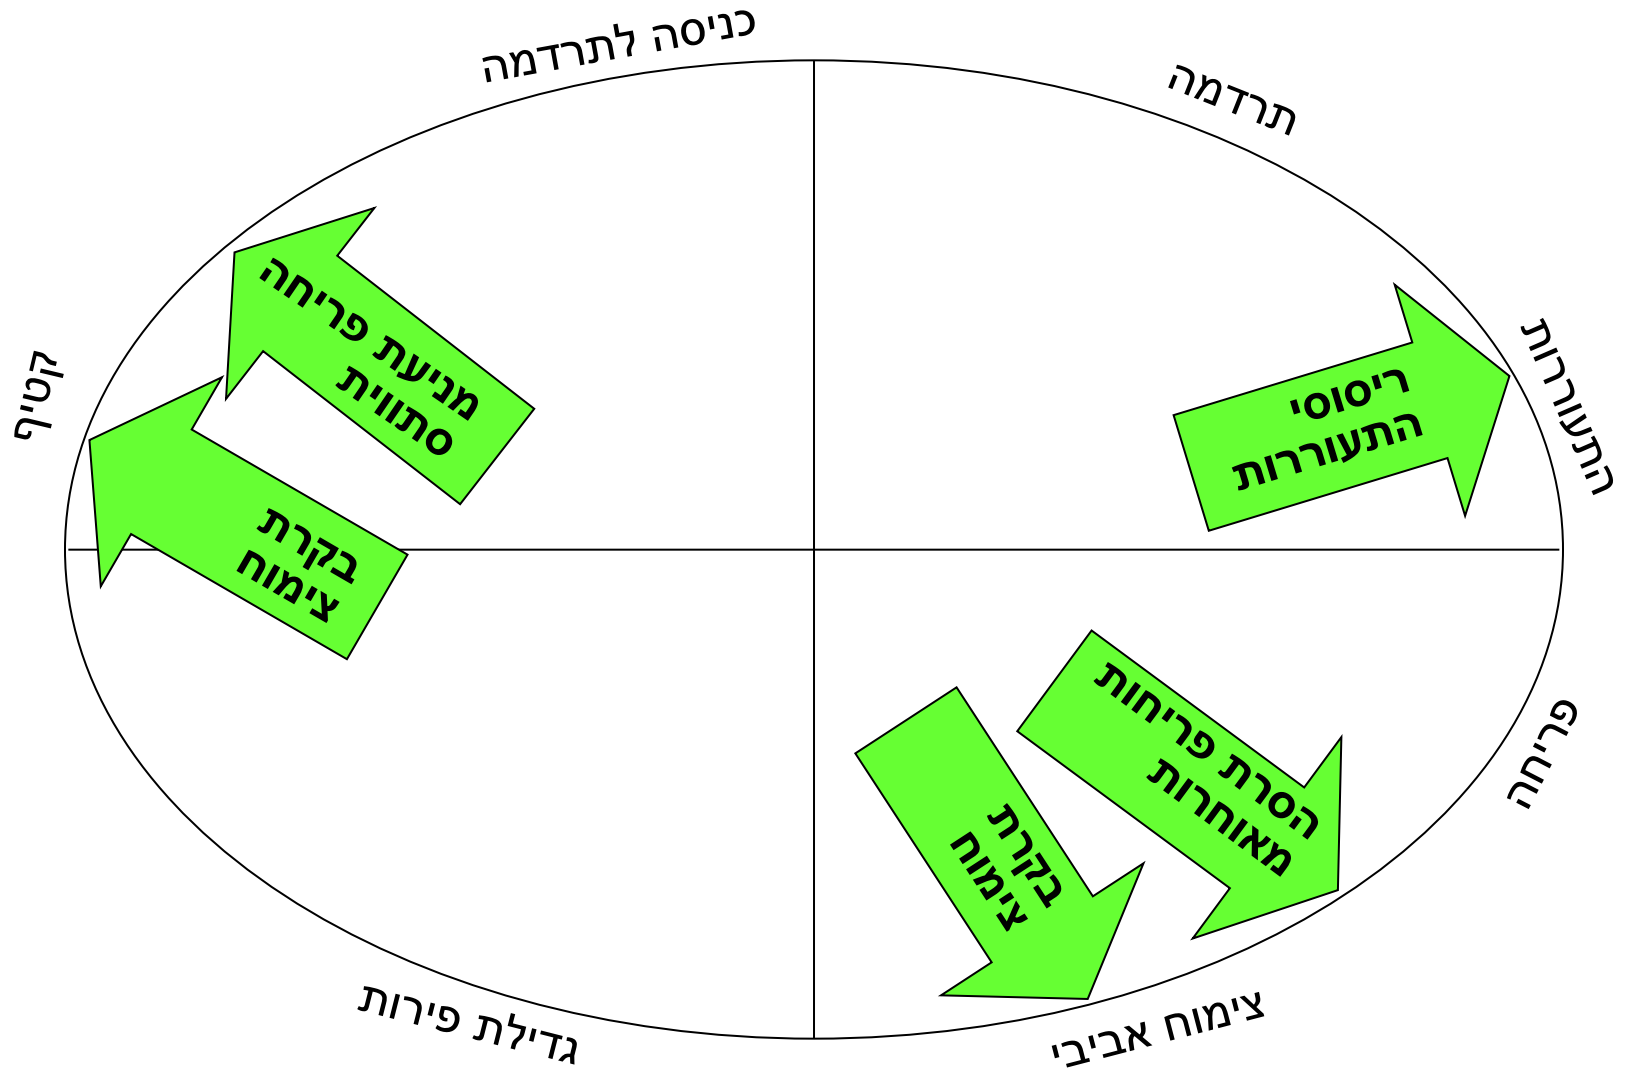 כניסה לתרדמה
תרדמה
התעוררות
פריחה
צימוח אביבי
גדילת פירות
קטיף
מניעת פריחה
סתווית
בקרת
צימוח
ריסוסי
התעוררות
הסרת פריחות
מאוחרות
בקרת
צימוח